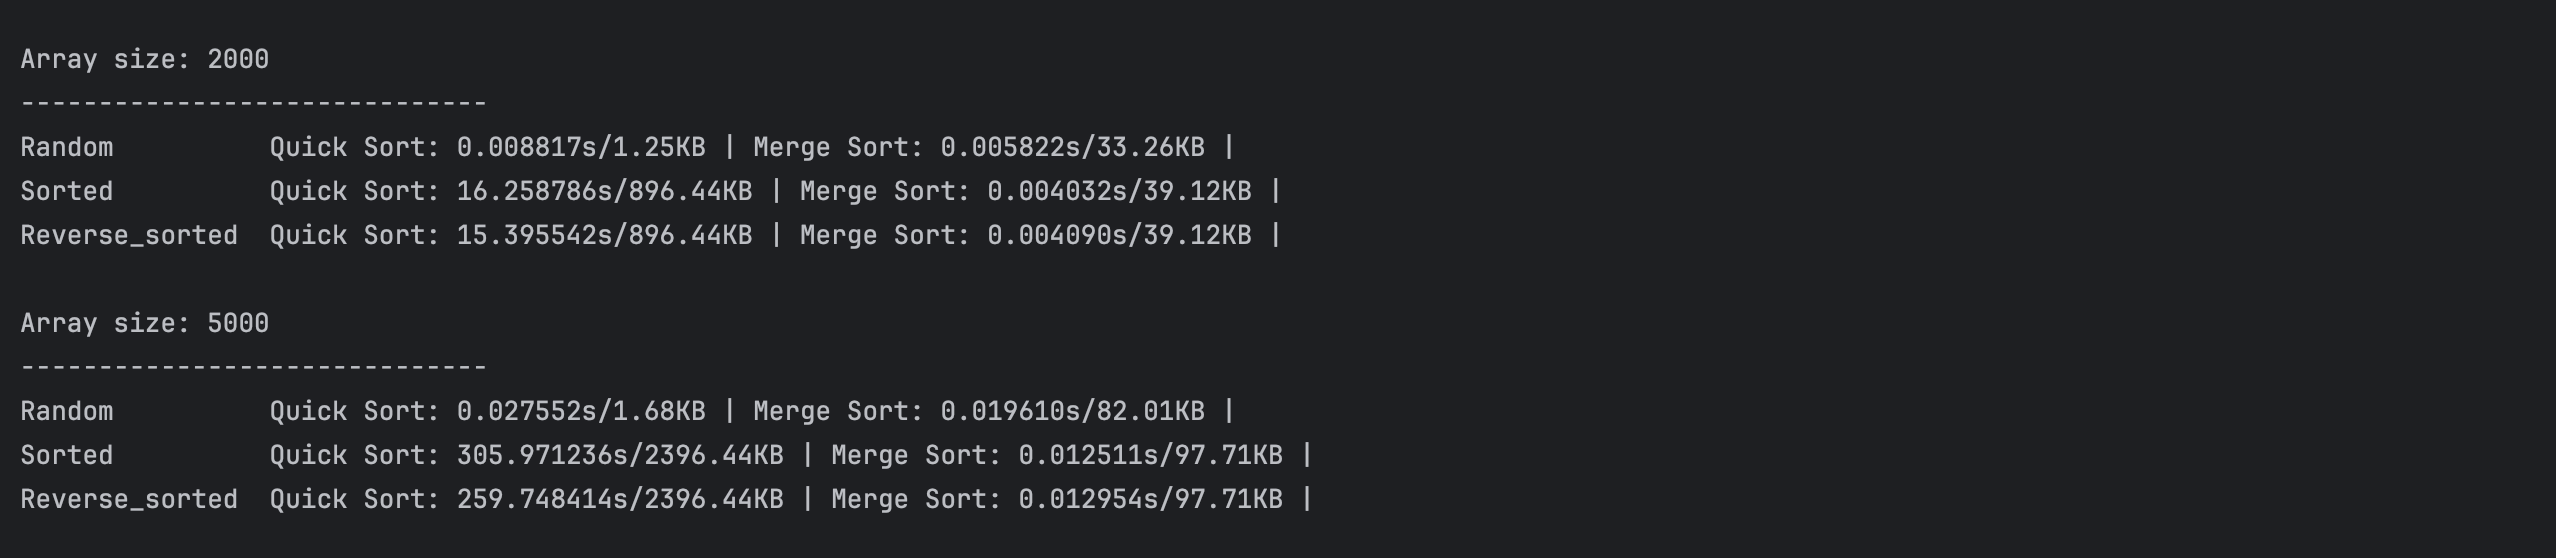 Array size: 2000
------------------------------
Random          Quick Sort: 0.008817s/1.25KB | Merge Sort: 0.005822s/33.26KB |
Sorted          Quick Sort: 16.258786s/896.44KB | Merge Sort: 0.004032s/39.12KB |
Reverse_sorted  Quick Sort: 15.395542s/896.44KB | Merge Sort: 0.004090s/39.12KB |
Array size: 5000
------------------------------
Random          Quick Sort: 0.027552s/1.68KB | Merge Sort: 0.019610s/82.01KB |
Sorted          Quick Sort: 305.971236s/2396.44KB | Merge Sort: 0.012511s/97.71KB |
Reverse_sorted  Quick Sort: 259.748414s/2396.44KB | Merge Sort: 0.012954s/97.71KB |